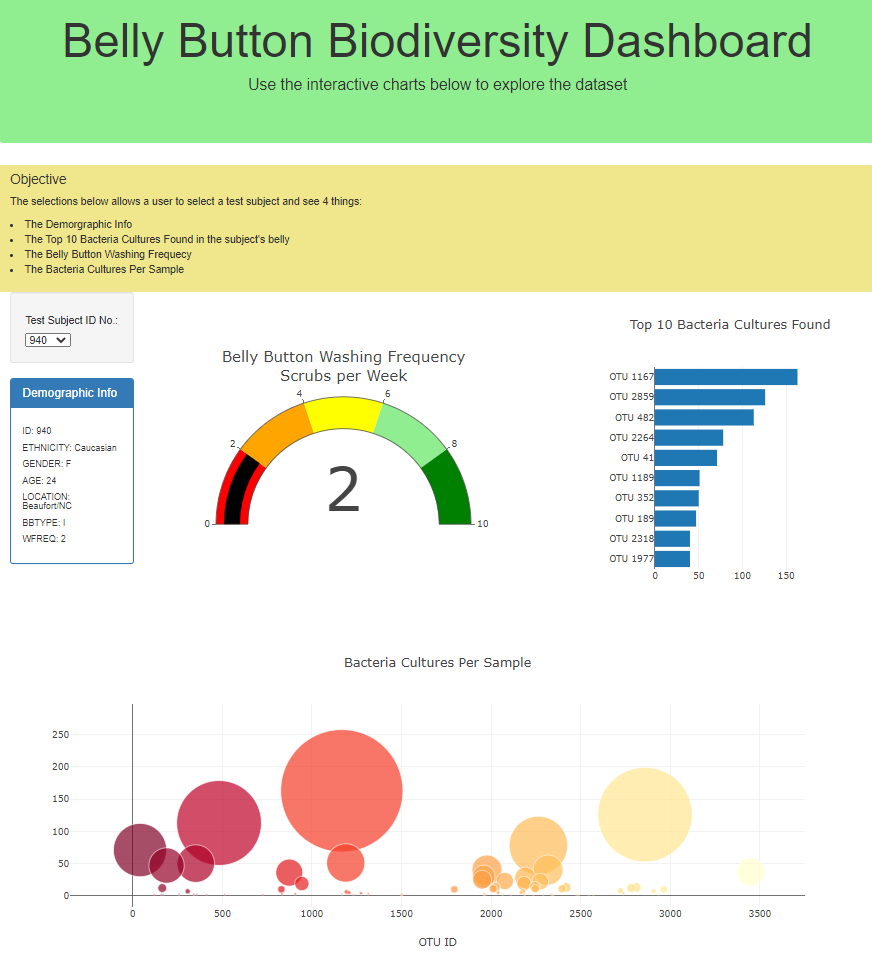 Belly Button Biodiversity Dashboard
Use the interactive charts below to explore the dataset
Objective
The selections below allows a user to select a test subject and see 4 things:
The Demorgraphic Info
The Top 10 Bacteria Cultures Found in the subject's belly
The Belly Button Washing Frequecy
The Bacteria Cultures Per Sample
Test Subject ID No.:
940
Demographic Info
ID: 940
ETHNICITY: Caucasian
GENDER: F
AGE: 24
LOCATION:
Beaufort/NC
BBTYPE: I
WFREQ: 2
Belly Button Washing Frequency
Scrubs per Week
0
2
4
6
8
10
2
Top 10 Bacteria Cultures Found
OTU 1167
OTU 2859
OTU 482
OTU 2264
OTU 41
OTU 1189
OTU 352
OTU 189
OTU 2318
OTU 1977
0 50 100 150
Bacteria Cultures Per Sample
250
200
150
100
50
0
0 500 1000 1500 2000 2500 3000 3500
OTU ID